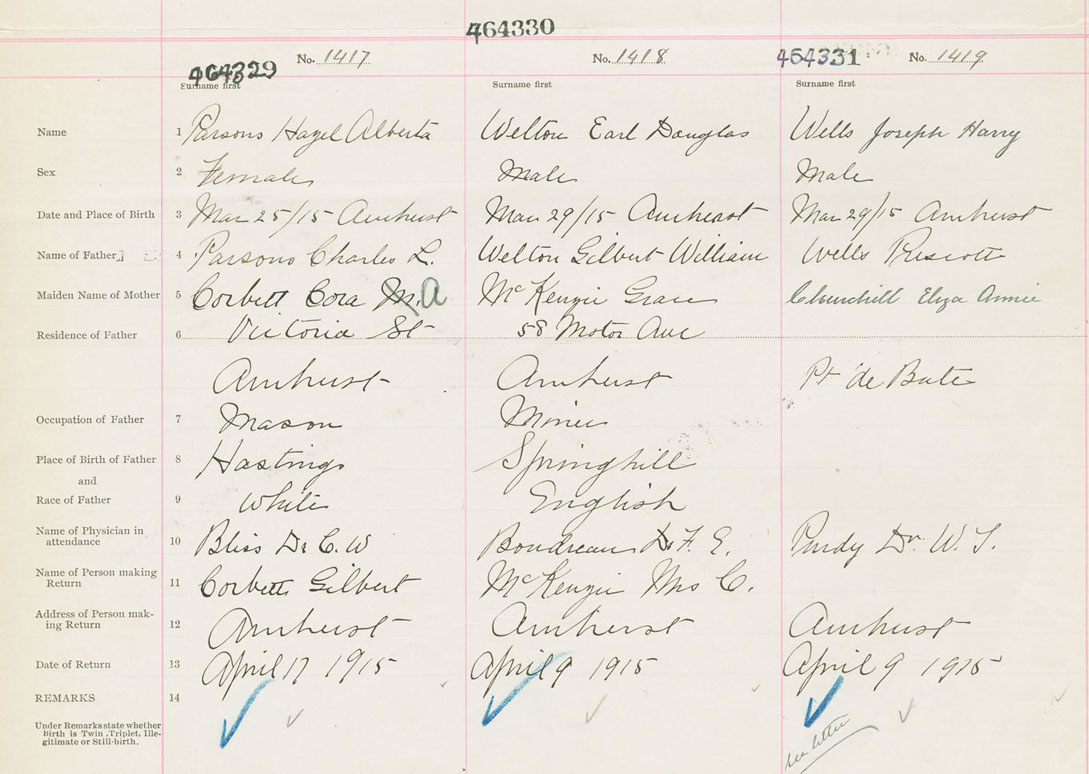 464330
464329 No. 1417 No. 1418 464331 No. 1419
Surname first Surname first Surname first
Name 1 Parsons Hazel Alberta Welton Earl Douglas Wells Joseph Harry
Sex 2 Female Male Male
Date and Place of Birth 3 Mar 25/15 Amherst Mar 29/15 Amherst Mar 29/15 Amherst
Name of Father 4 Parsons Charles L. Welton Gilbert William Wells Prescott
Maiden Name of Mother 5 Corbett Cora A McKenzie Grace Churchill Eliza Annie
Residence of Father 6 Victoria St 58 Motor Ave
Amherst Amherst Pt de Bute
Occupation of Father 7 Mason Miner
Place of Birth of Father 8 Hastings Springhill
and
Race of Father 9 White English
Name of Physician in
attendance 10 Bliss Dr C. W Boudreau Dr F. E. Purdy Dr. W. T.
Name of Person making
Return 11 Corbett Gilbert McKenzie Mrs C.
Address of Person mak-
ing Return 12 Amherst Amherst Amherst
Date of Return 13 April 17 1915 April 9 1915 April 9 1915
REMARKS 14
Under Remarks state whether
Birth is Twin, Triplet, Ille-
gitimate or Still-birth.
see letter